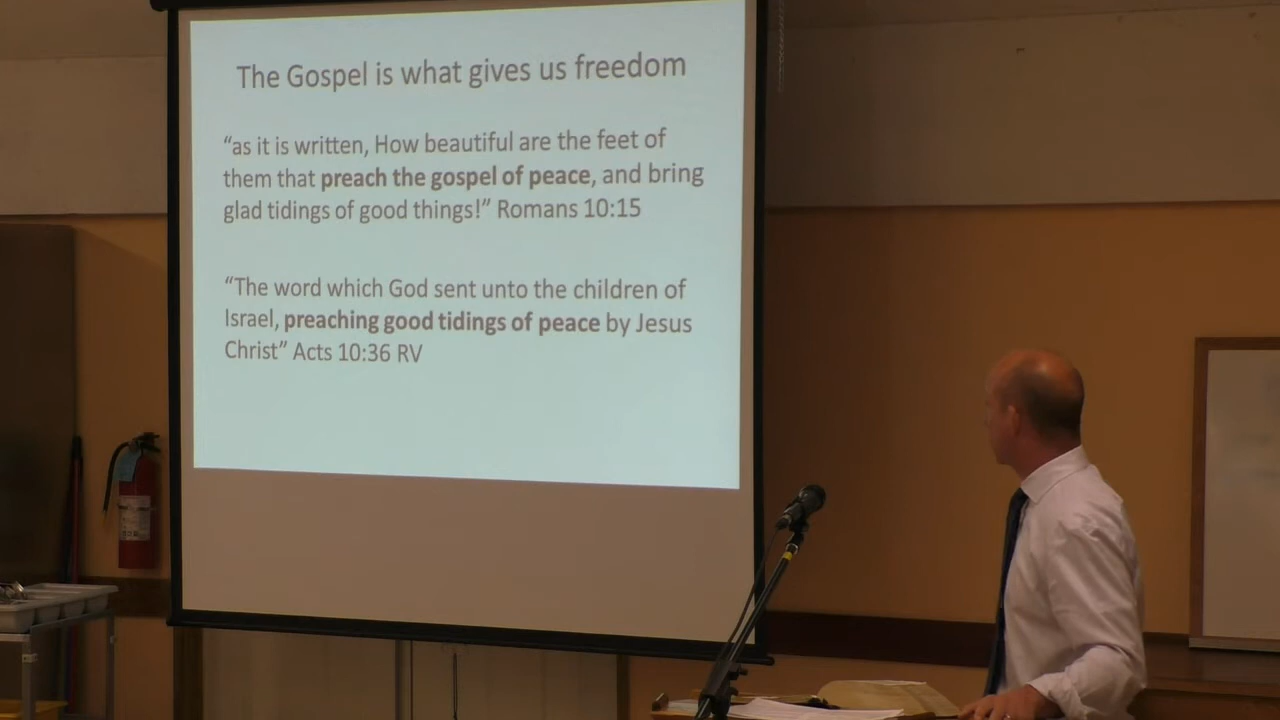 The Gospel is what gives us freedom
“as it is written, How beautiful are the feet of
them that preach the gospel of peace, and bring
glad tidings of good things!” Romans 10:15
“The word which God sent unto the children of
Israel, preaching good tidings of peace by Jesus
Christ” Acts 10:36 RV